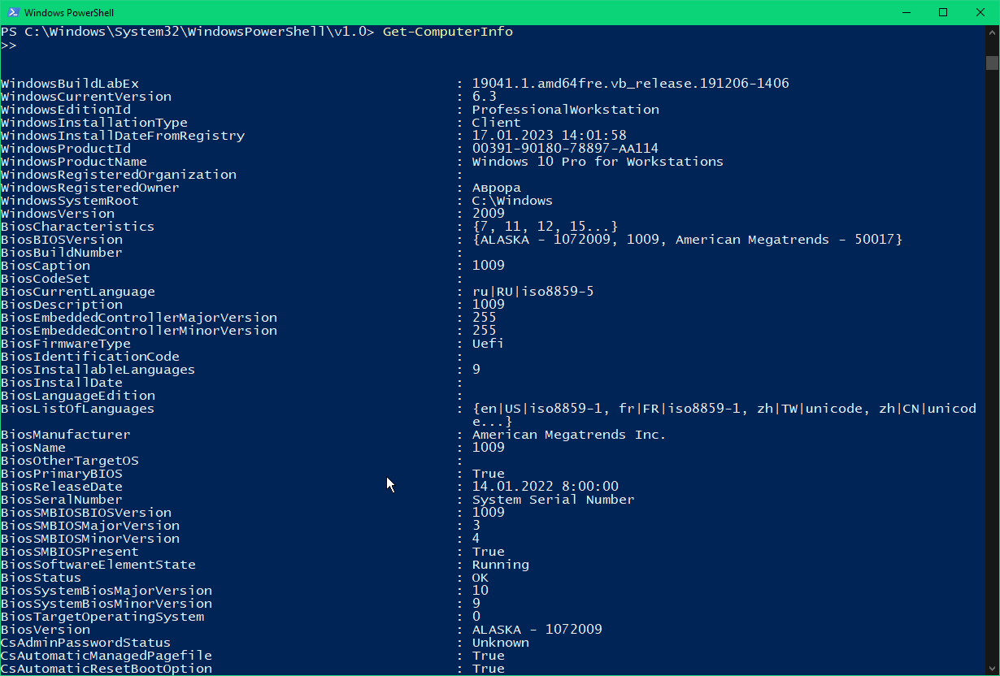 Windows PowerShell
PS C:\Windows\System32\WindowsPowerShell\v1.0> Get-ComputerInfo
>>
WindowsBuildLabEx : 19041.1.amd64fre.vb_release.191206-1406
WindowsCurrentVersion : 6.3
WindowsEditionId : ProfessionalWorkstation
WindowsInstallationType : Client
WindowsInstallDateFromRegistry : 17.01.2023 14:01:58
WindowsProductId : 00391-90180-78897-AA114
WindowsProductName : Windows 10 Pro for Workstations
WindowsRegisteredOrganization :
WindowsRegisteredOwner : Аврора
WindowsSystemRoot : C:\Windows
WindowsVersion : 2009
BiosCharacteristics : {7, 11, 12, 15...}
BiosBIOSVersion : {ALASKA - 1072009, 1009, American Megatrends - 50017}
BiosBuildNumber :
BiosCaption : 1009
BiosCodeSet :
BiosCurrentLanguage : ru|RU|iso8859-5
BiosDescription : 1009
BiosEmbeddedControllerMajorVersion : 255
BiosEmbeddedControllerMinorVersion : 255
BiosFirmwareType : Uefi
BiosIdentificationCode :
BiosInstallableLanguages : 9
BiosInstallDate :
BiosLanguageEdition :
BiosListOfLanguages : {en|US|iso8859-1, fr|FR|iso8859-1, zh|TW|unicode, zh|CN|unicod
e...}
BiosManufacturer : American Megatrends Inc.
BiosName : 1009
BiosOtherTargetOS :
BiosPrimaryBIOS : True
BiosReleaseDate : 14.01.2022 8:00:00
BiosSeralNumber : System Serial Number
BiosSMBIOSBIOSVersion : 1009
BiosSMBIOSMajorVersion : 3
BiosSMBIOSMinorVersion : 4
BiosSMBIOSPresent : True
BiosSoftwareElementState : Running
BiosStatus : OK
BiosSystemBiosMajorVersion : 10
BiosSystemBiosMinorVersion : 9
BiosTargetOperatingSystem : 0
BiosVersion : ALASKA - 1072009
CsAdminPasswordStatus : Unknown
CsAutomaticManagedPagefile : True
CsAutomaticResetBootOption : True